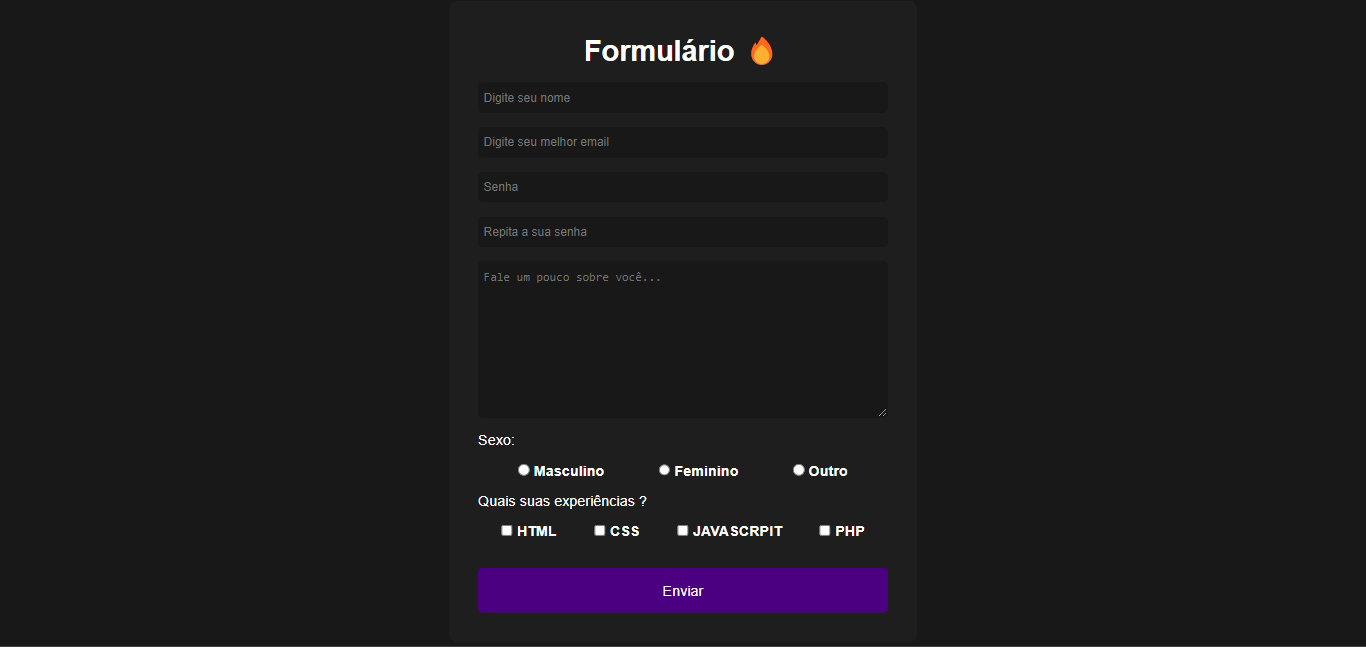 Formulário 🔥
Digite seu nome
Digite seu melhor email
Senha
Repita a sua senha
Fale um pouco sobre você...
Sexo:
Masculino Feminino Outro
Quais suas experiências ?
HTML CSS JAVASCRPIT PHP
Enviar